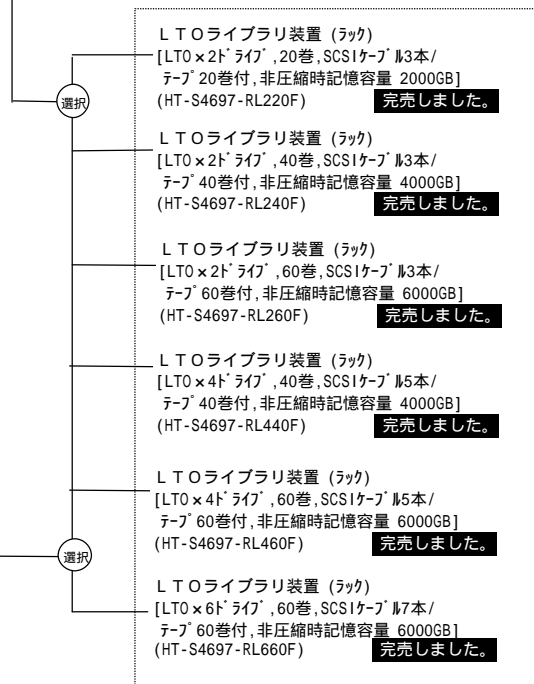 LTOライブラリ装置 (ﾗｯｸ)
[LTO×2ﾄﾞﾗｲﾌﾞ,20巻,SCSIｹｰﾌﾞﾙ3本/
ﾃｰﾌﾟ20巻付,非圧縮時記憶容量 2000GB]
(HT-S4697-RL220F) 完売しました。
選択
LTOライブラリ装置 (ﾗｯｸ)
[LTO×2ﾄﾞﾗｲﾌﾞ,40巻,SCSIｹｰﾌﾞﾙ3本/
ﾃｰﾌﾟ40巻付,非圧縮時記憶容量 4000GB]
(HT-S4697-RL240F) 完売しました。
LTOライブラリ装置 (ﾗｯｸ)
[LTO×2ﾄﾞﾗｲﾌﾞ,60巻,SCSIｹｰﾌﾞﾙ3本/
ﾃｰﾌﾟ60巻付,非圧縮時記憶容量 6000GB]
(HT-S4697-RL260F) 完売しました。
LTOライブラリ装置 (ﾗｯｸ)
[LTO×4ﾄﾞﾗｲﾌﾞ,40巻,SCSIｹｰﾌﾞﾙ5本/
ﾃｰﾌﾟ40巻付,非圧縮時記憶容量 4000GB]
(HT-S4697-RL440F) 完売しました。
LTOライブラリ装置 (ﾗｯｸ)
[LTO×4ﾄﾞﾗｲﾌﾞ,60巻,SCSIｹｰﾌﾞﾙ5本/
ﾃｰﾌﾟ60巻付,非圧縮時記憶容量 6000GB]
(HT-S4697-RL460F) 完売しました。
選択
LTOライブラリ装置 (ﾗｯｸ)
[LTO×6ﾄﾞﾗｲﾌﾞ,60巻,SCSIｹｰﾌﾞﾙ7本/
ﾃｰﾌﾟ60巻付,非圧縮時記憶容量 6000GB]
(HT-S4697-RL660F) 完売しました。